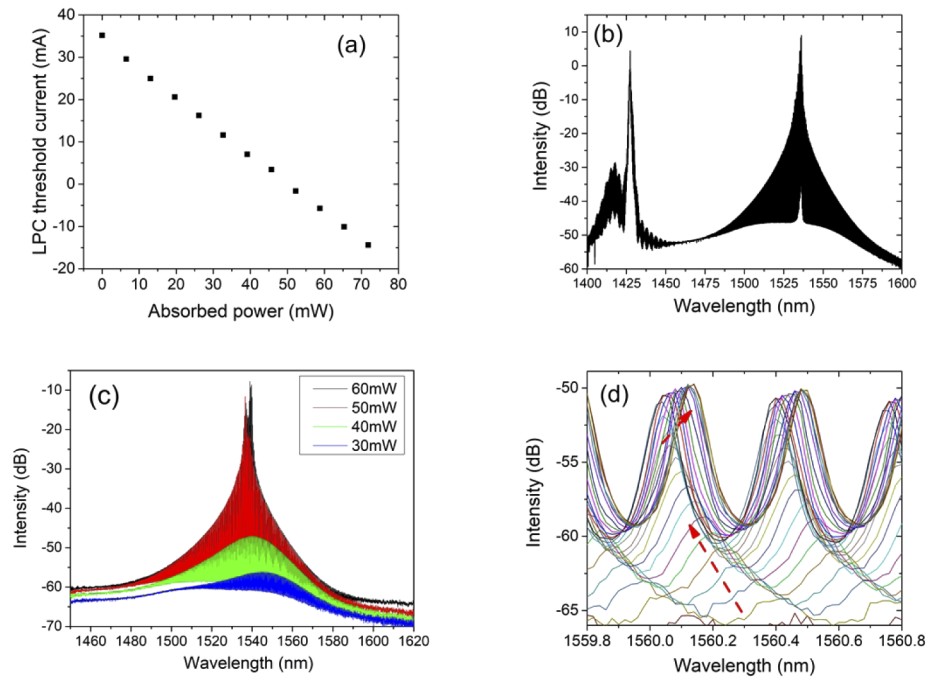 (a)
LPC threshold current (mA)
40
30
20
10
0
-10
-20
0 10 20 30 40 50 60 70 80
Absorbed power (mW)
(b)
Intensity (dB)
10
0
-10
-20
-30
-40
-50
-60
1400 1425 1450 1475 1500 1525 1550 1575 1600
Wavelength (nm)
(c)
60mW
50mW
40mW
30mW
Intensity (dB)
-10
-20
-30
-40
-50
-60
-70
1460 1480 1500 1520 1540 1560 1580 1600 1620
Wavelength (nm)
(d)
Intensity (dB)
-50
-55
-60
-65
1559.8 1560.0 1560.2 1560.4 1560.6 1560.8
Wavelength (nm)